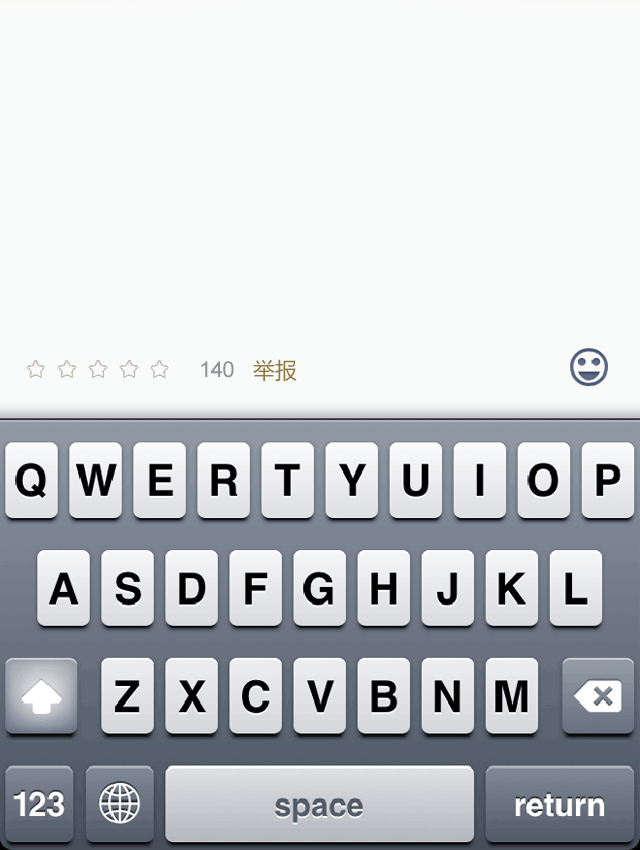 140 举报
Q W E R T Y U I O P
A S D F G H J K L
Z X C V B N M
123 space return